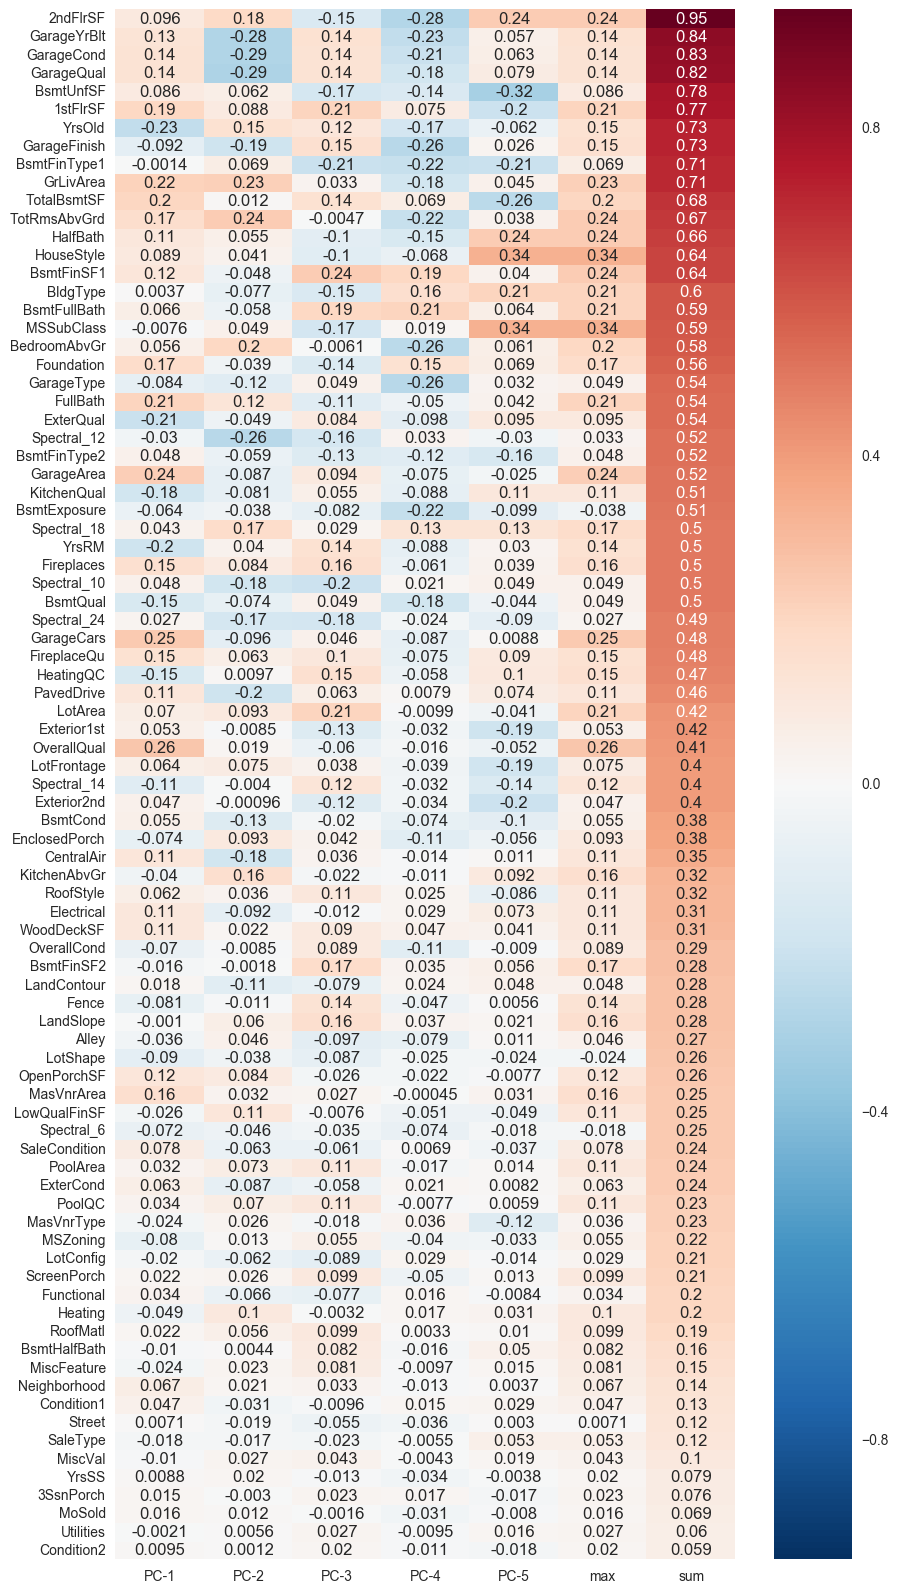 2ndFlrSF 0.096 0.18 -0.15 -0.28 0.24 0.24 0.95
GarageYrBlt 0.13 -0.28 0.14 -0.23 0.057 0.14 0.84
GarageCond 0.14 -0.29 0.14 -0.21 0.063 0.14 0.83
GarageQual 0.14 -0.29 0.14 -0.18 0.079 0.14 0.82
BsmtUnfSF 0.086 0.062 -0.17 -0.14 -0.32 0.086 0.78
1stFlrSF 0.19 0.088 0.21 0.075 -0.2 0.21 0.77
YrsOld -0.23 0.15 0.12 -0.17 -0.062 0.15 0.73 0.8
GarageFinish -0.092 -0.19 0.15 -0.26 0.026 0.15 0.73
BsmtFinType1 -0.0014 0.069 -0.21 -0.22 -0.21 0.069 0.71
GrLivArea 0.22 0.23 0.033 -0.18 0.045 0.23 0.71
TotalBsmtSF 0.2 0.012 0.14 0.069 -0.26 0.2 0.68
TotRmsAbvGrd 0.17 0.24 -0.0047 -0.22 0.038 0.24 0.67
HalfBath 0.11 0.055 -0.1 -0.15 0.24 0.24 0.66
HouseStyle 0.089 0.041 -0.1 -0.068 0.34 0.34 0.64
BsmtFinSF1 0.12 -0.048 0.24 0.19 0.04 0.24 0.64
BldgType 0.0037 -0.077 -0.15 0.16 0.21 0.21 0.6
BsmtFullBath 0.066 -0.058 0.19 0.21 0.064 0.21 0.59
MSSubClass -0.0076 0.049 -0.17 0.019 0.34 0.34 0.59
BedroomAbvGr 0.056 0.2 -0.0061 -0.26 0.061 0.2 0.58
Foundation 0.17 -0.039 -0.14 0.15 0.069 0.17 0.56
GarageType -0.084 -0.12 0.049 -0.26 0.032 0.049 0.54
FullBath 0.21 0.12 -0.11 -0.05 0.042 0.21 0.54
ExterQual -0.21 -0.049 0.084 -0.098 0.095 0.095 0.54
Spectral_12 -0.03 -0.26 -0.16 0.033 -0.03 0.033 0.52
BsmtFinType2 0.048 -0.059 -0.13 -0.12 -0.16 0.048 0.52 0.4
GarageArea 0.24 -0.087 0.094 -0.075 -0.025 0.24 0.52
KitchenQual -0.18 -0.081 0.055 -0.088 0.11 0.11 0.51
BsmtExposure -0.064 -0.038 -0.082 -0.22 -0.099 -0.038 0.51
Spectral_18 0.043 0.17 0.029 0.13 0.13 0.17 0.5
YrsRM -0.2 0.04 0.14 -0.088 0.03 0.14 0.5
Fireplaces 0.15 0.084 0.16 -0.061 0.039 0.16 0.5
Spectral_10 0.048 -0.18 -0.2 0.021 0.049 0.049 0.5
BsmtQual -0.15 -0.074 0.049 -0.18 -0.044 0.049 0.5
Spectral_24 0.027 -0.17 -0.18 -0.024 -0.09 0.027 0.49
GarageCars 0.25 -0.096 0.046 -0.087 0.0088 0.25 0.48
FireplaceQu 0.15 0.063 0.1 -0.075 0.09 0.15 0.48
HeatingQC -0.15 0.0097 0.15 -0.058 0.1 0.15 0.47
PavedDrive 0.11 -0.2 0.063 0.0079 0.074 0.11 0.46
LotArea 0.07 0.093 0.21 -0.0099 -0.041 0.21 0.42
Exterior1st 0.053 -0.0085 -0.13 -0.032 -0.19 0.053 0.42
OverallQual 0.26 0.019 -0.06 -0.016 -0.052 0.26 0.41
LotFrontage 0.064 0.075 0.038 -0.039 -0.19 0.075 0.4
Spectral_14 -0.11 -0.004 0.12 -0.032 -0.14 0.12 0.4 0.0
Exterior2nd 0.047 -0.00096 -0.12 -0.034 -0.2 0.047 0.4
BsmtCond 0.055 -0.13 -0.02 -0.074 -0.1 0.055 0.38
EnclosedPorch -0.074 0.093 0.042 -0.11 -0.056 0.093 0.38
CentralAir 0.11 -0.18 0.036 -0.014 0.011 0.11 0.35
KitchenAbvGr -0.04 0.16 -0.022 -0.011 0.092 0.16 0.32
RoofStyle 0.062 0.036 0.11 0.025 -0.086 0.11 0.32
Electrical 0.11 -0.092 -0.012 0.029 0.073 0.11 0.31
WoodDeckSF 0.11 0.022 0.09 0.047 0.041 0.11 0.31
OverallCond -0.07 -0.0085 0.089 -0.11 -0.009 0.089 0.29
BsmtFinSF2 -0.016 -0.0018 0.17 0.035 0.056 0.17 0.28
LandContour 0.018 -0.11 -0.079 0.024 0.048 0.048 0.28
Fence -0.081 -0.011 0.14 -0.047 0.0056 0.14 0.28
LandSlope -0.001 0.06 0.16 0.037 0.021 0.16 0.28
Alley -0.036 0.046 -0.097 -0.079 0.011 0.046 0.27
LotShape -0.09 -0.038 -0.087 -0.025 -0.024 -0.024 0.26
OpenPorchSF 0.12 0.084 -0.026 -0.022 -0.0077 0.12 0.26
MasVnrArea 0.16 0.032 0.027 -0.00045 0.031 0.16 0.25
LowQualFinSF -0.026 0.11 -0.0076 -0.051 -0.049 0.11 0.25 −0.4
Spectral_6 -0.072 -0.046 -0.035 -0.074 -0.018 -0.018 0.25
SaleCondition 0.078 -0.063 -0.061 0.0069 -0.037 0.078 0.24
PoolArea 0.032 0.073 0.11 -0.017 0.014 0.11 0.24
ExterCond 0.063 -0.087 -0.058 0.021 0.0082 0.063 0.24
PoolQC 0.034 0.07 0.11 -0.0077 0.0059 0.11 0.23
MasVnrType -0.024 0.026 -0.018 0.036 -0.12 0.036 0.23
MSZoning -0.08 0.013 0.055 -0.04 -0.033 0.055 0.22
LotConfig -0.02 -0.062 -0.089 0.029 -0.014 0.029 0.21
ScreenPorch 0.022 0.026 0.099 -0.05 0.013 0.099 0.21
Functional 0.034 -0.066 -0.077 0.016 -0.0084 0.034 0.2
Heating -0.049 0.1 -0.0032 0.017 0.031 0.1 0.2
RoofMatl 0.022 0.056 0.099 0.0033 0.01 0.099 0.19
BsmtHalfBath -0.01 0.0044 0.082 -0.016 0.05 0.082 0.16
MiscFeature -0.024 0.023 0.081 -0.0097 0.015 0.081 0.15
Neighborhood 0.067 0.021 0.033 -0.013 0.0037 0.067 0.14
Condition1 0.047 -0.031 -0.0096 0.015 0.029 0.047 0.13
Street 0.0071 -0.019 -0.055 -0.036 0.003 0.0071 0.12
SaleType -0.018 -0.017 -0.023 -0.0055 0.053 0.053 0.12 −0.8
MiscVal -0.01 0.027 0.043 -0.0043 0.019 0.043 0.1
YrsSS 0.0088 0.02 -0.013 -0.034 -0.0038 0.02 0.079
3SsnPorch 0.015 -0.003 0.023 0.017 -0.017 0.023 0.076
MoSold 0.016 0.012 -0.0016 -0.031 -0.008 0.016 0.069
Utilities -0.0021 0.0056 0.027 -0.0095 0.016 0.027 0.06
Condition2 0.0095 0.0012 0.02 -0.011 -0.018 0.02 0.059
PC-1 PC-2 PC-3 PC-4 PC-5 max sum